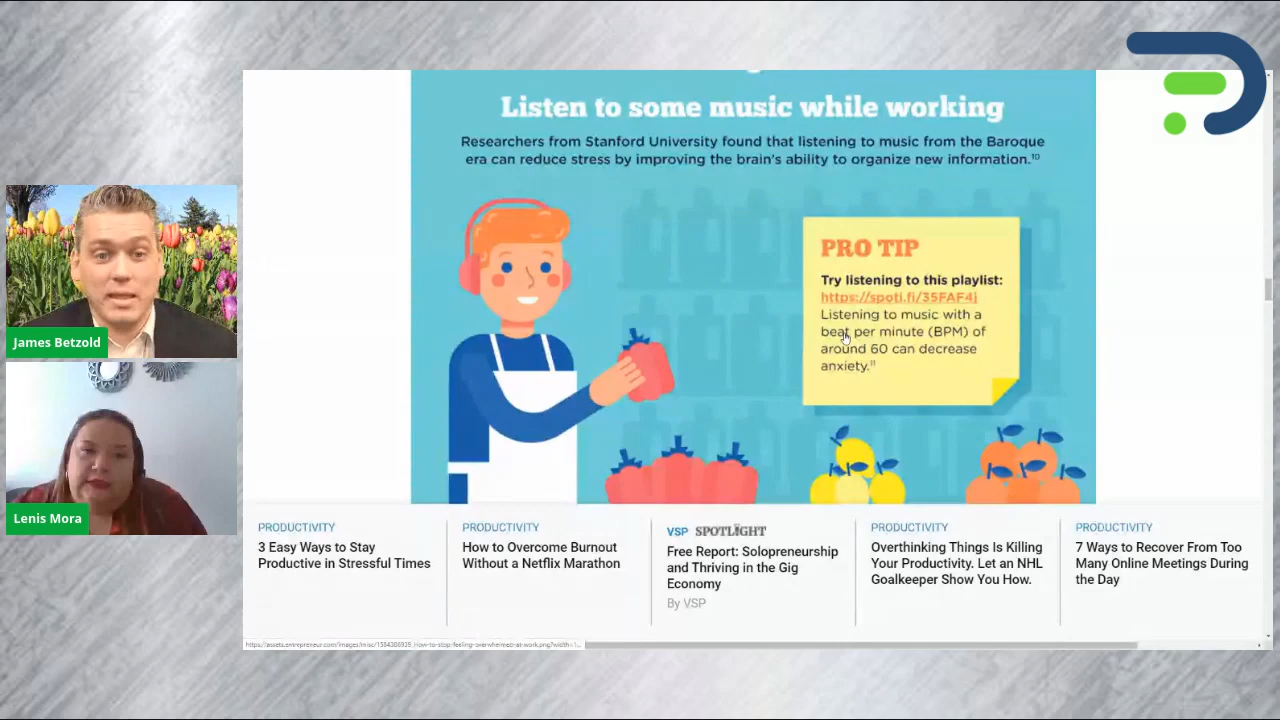 Listen to some music while working
Researchers from Stanford University found that listening to music from the Baroque
era can reduce stress by improving the brain's ability to organize new information.¹⁰
PRO TIP
Try listening to this playlist:
https://spoti.fi/35FAF4j
Listening to music with a
beat per minute (BPM) of
around 60 can decrease
anxiety.¹¹
James Betzold
Lenis Mora
PRODUCTIVITY
3 Easy Ways to Stay
Productive in Stressful Times
PRODUCTIVITY
How to Overcome Burnout
Without a Netflix Marathon
VSP SPOTLIGHT
Free Report: Solopreneurship
and Thriving in the Gig
Economy
By VSP
PRODUCTIVITY
Overthinking Things Is Killing
Your Productivity. Let an NHL
Goalkeeper Show You How.
PRODUCTIVITY
7 Ways to Recover From Too
Many Online Meetings During
the Day